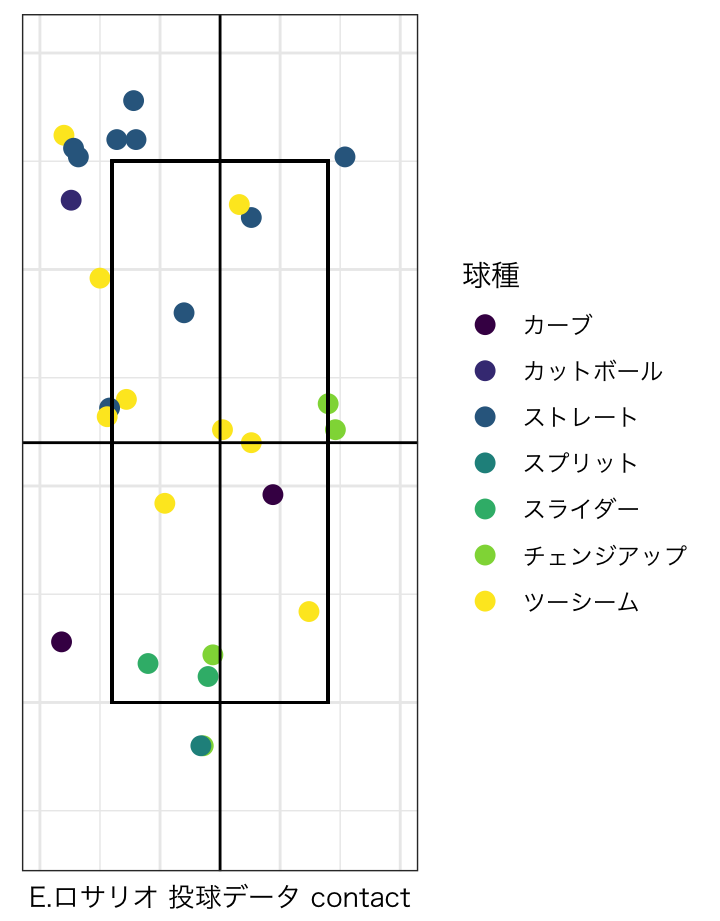 球種
カーブ
カットボール
ストレート
スプリット
スライダー
チェンジアップ
ツーシーム
E.ロサリオ 投球データ contact